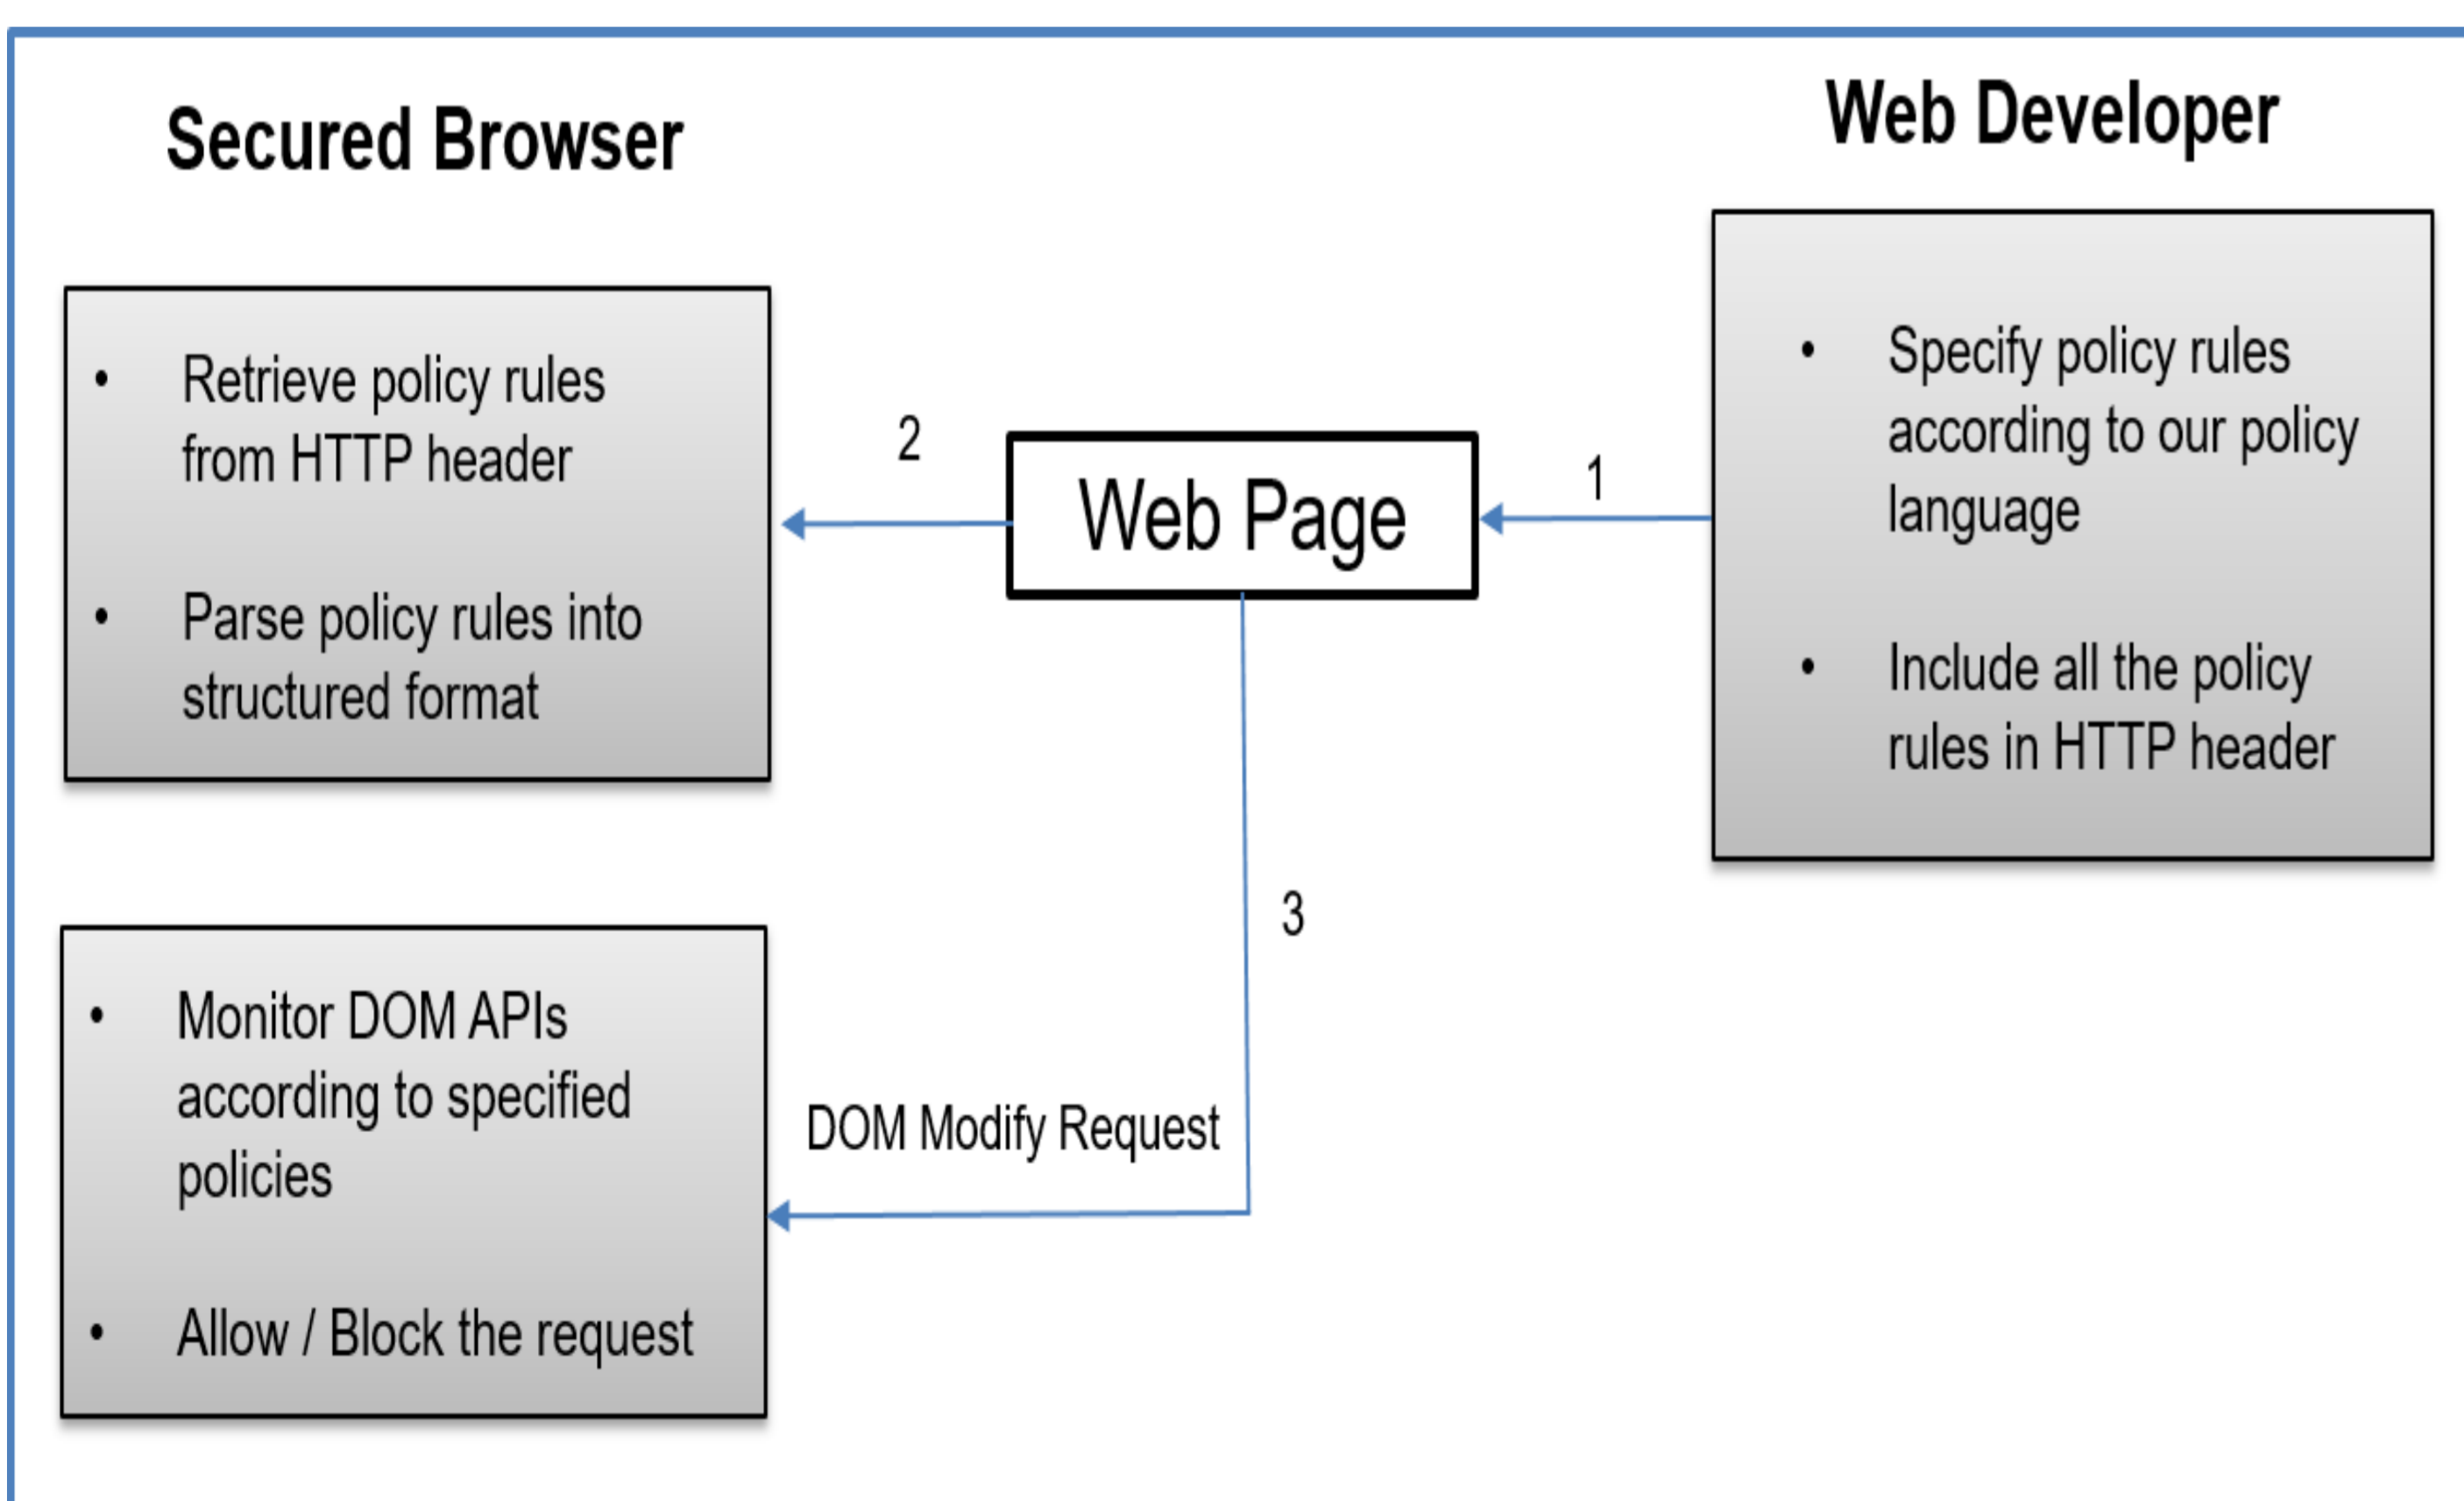 Secured Browser
Web Developer
• Retrieve policy rules
from HTTP header
• Parse policy rules into
structured format
2
Web Page
1
• Specify policy rules
according to our policy
language
• Include all the policy
rules in HTTP header
3
DOM Modify Request
• Monitor DOM APIs
according to specified
policies
• Allow / Block the request